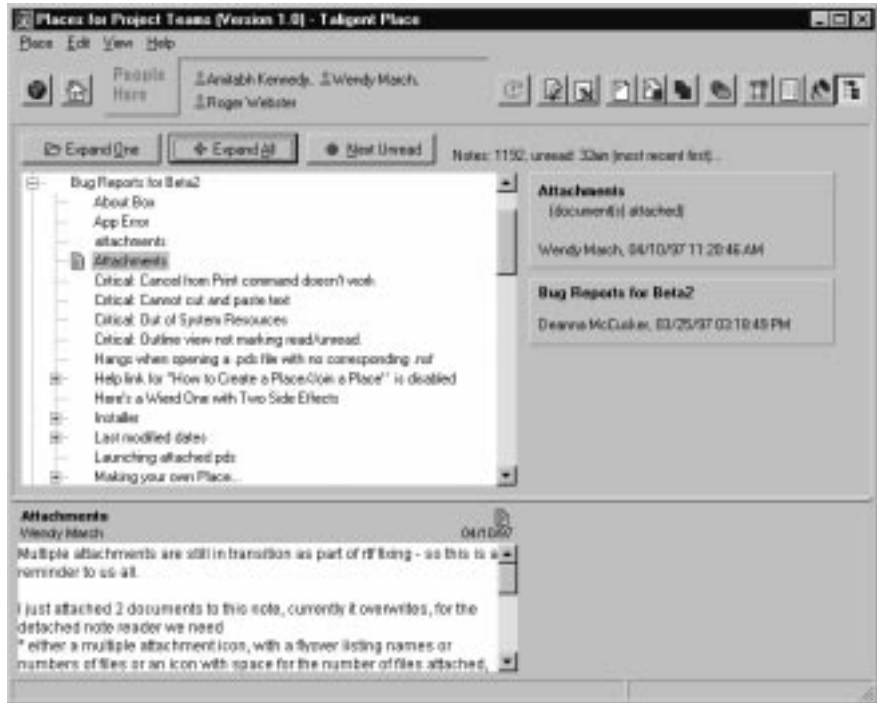 Places for Project Teams (Version 1.0) - Taligent Place
Place Edit View Help
People
Here
Amitabh Kennedy, Wendy March,
Roger Webster
Expand One
Expand All
Next Unread
Notes: 1192, unread: (most recent first)...
Bug Reports for Beta2
About Box
App Error
attachments
Attachments
Critical: Cancel from Print command doesn't work
Critical: Cannot cut and paste text
Critical: Out of System Resources
Critical: Outline view not marking read/unread.
Hangs when opening a .pds file with no corresponding .nsf
Help link for "How to Create a Place/Join a Place" is disabled
Here's a Wierd One with Two Side Effects
Installer
Last modified dates
Launching attached pds
Making your own Place...
Attachments
(document(s) attached)
Wendy March, 04/10/97 11:20:46 AM
Bug Reports for Beta2
Deanna McCusker, 03/25/97 03:18:49 PM
Attachments
Wendy March
04/10/97
Multiple attachments are still in transition as part of rtf fixing - so this is a
reminder to us all.
I just attached 2 documents to this note, currently it overwrites, for the
detached note reader we need
* either a multiple attachment icon, with a flyover listing names or
numbers of files or an icon with space for the number of files attached,